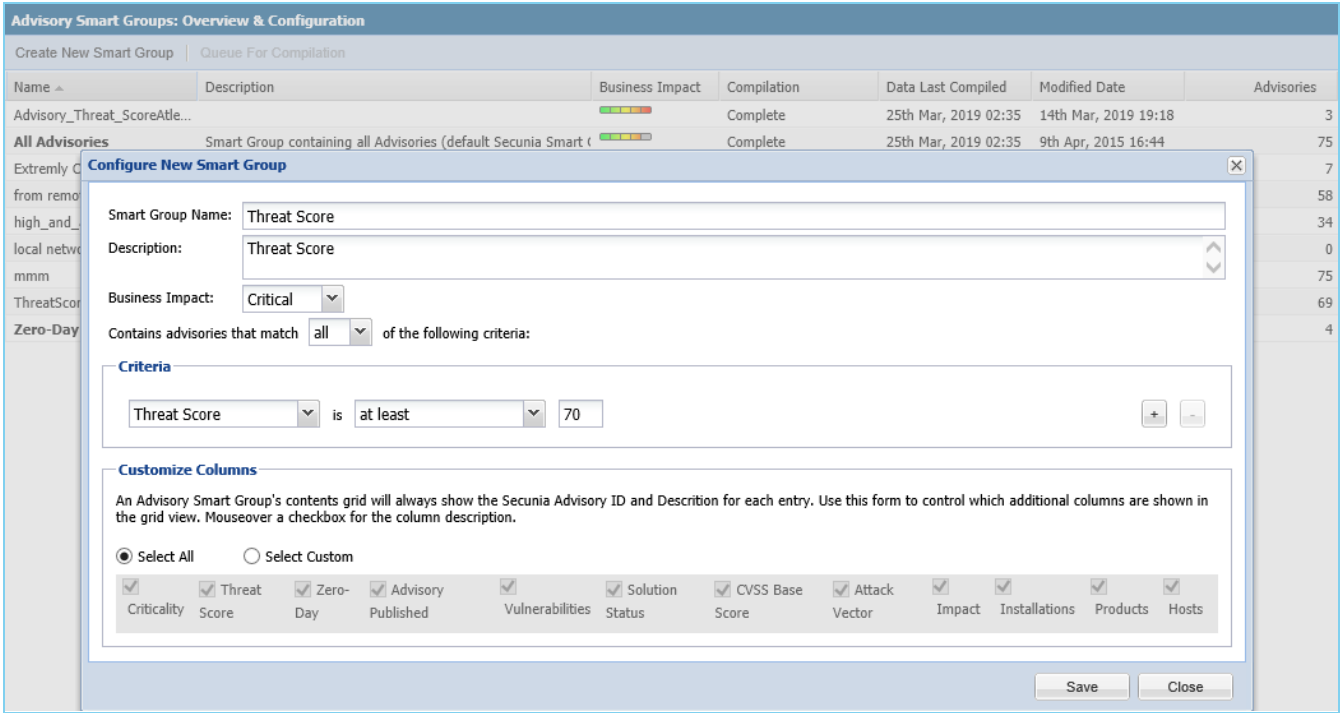 Advisory Smart Groups: Overview & Configuration
Create New Smart Group Queue For Compilation
Name Description Business Impact Compilation Data Last Compiled Modified Date Advisories
Advisory_Threat_ScoreAtle... Complete 25th Mar, 2019 02:35 14th Mar, 2019 19:18 3
All Advisories Smart Group containing all Advisories (default Secunia Smart ( Complete 25th Mar, 2019 02:35 9th Apr, 2015 16:44 75
Extremly C 7
from remo 58
high_and_ 34
local netwo 0
mmm 75
ThreatScor 69
Zero-Day 4
Configure New Smart Group
Smart Group Name: Threat Score
Description: Threat Score
Business Impact: Critical
Contains advisories that match all of the following criteria:
Criteria
Threat Score is at least 70 + -
Customize Columns
An Advisory Smart Group's contents grid will always show the Secunia Advisory ID and Descrition for each entry. Use this form to control which additional columns are shown in
the grid view. Mouseover a checkbox for the column description.
Select All Select Custom
Criticality Threat Score Zero-Day Advisory Published Vulnerabilities Solution Status CVSS Base Score Attack Vector Impact Installations Products Hosts
Save Close